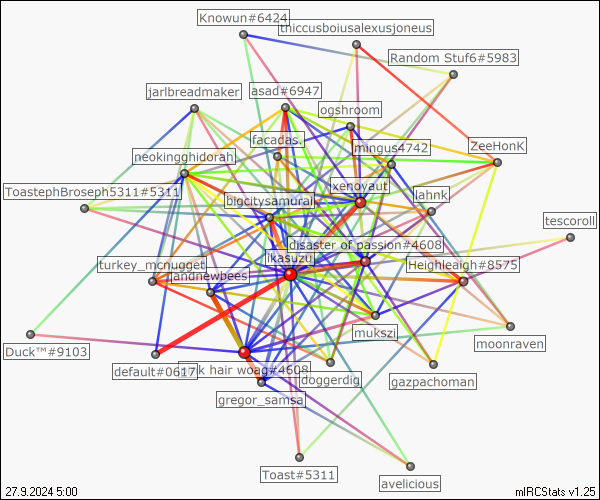 Knowun#6424
thiccusboiusalexusjoneus
Random Stuf6#5983
jarlbreadmaker
asad#6947
ogshroom
facadas.
mingus4742
ZeeHonK
neokingghidorah.
xenovaut
ToastephBroseph5311#5311
bigcitysamurai
lahnk
tescoroll
disaster of passion#4608
ikasuzu
turkey_mcnugget
Heighleaigh#8575
landnewbees
mukszi
moonraven
Duck™#9103
default#0617
hair woag#4608
doggerdig
gazpachoman
gregor_samsa
Toast#5311
avelicious
27.9.2024 5:00
mIRCStats v1.25